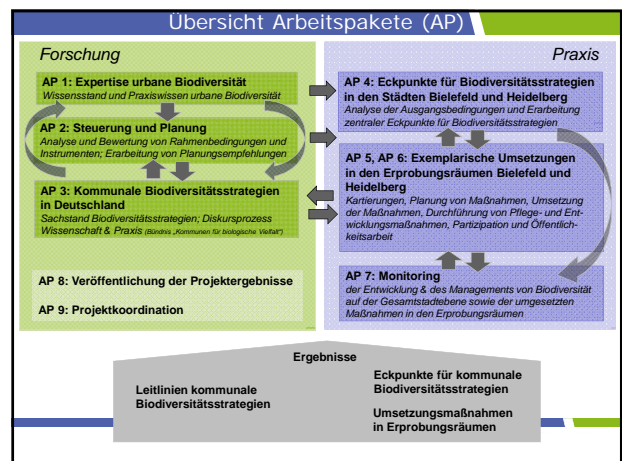 Übersicht Arbeitspakete (AP)
Forschung
AP 1: Expertise urbane Biodiversität
Wissensstand und Praxiswissen urbane Biodiversität
AP 2: Steuerung und Planung
Analyse und Bewertung von Rahmenbedingungen und
Instrumenten; Erarbeitung von Planungsempfehlungen
AP 3: Kommunale Biodiversitätsstrategien
in Deutschland
Sachstand Biodiversitätsstrategien; Diskursprozess
Wissenschaft & Praxis (Bündnis „Kommunen für biologische Vielfalt“)
AP 8: Veröffentlichung der Projektergebnisse
AP 9: Projektkoordination
Praxis
AP 4: Eckpunkte für Biodiversitätsstrategien
in den Städten Bielefeld und Heidelberg
Analyse der Ausgangsbedingungen und Erarbeitung
zentraler Eckpunkte für Biodiversitätsstrategien
AP 5, AP 6: Exemplarische Umsetzungen
in den Erprobungsräumen Bielefeld und
Heidelberg
Kartierungen, Planung von Maßnahmen, Umsetzung
der Maßnahmen, Durchführung von Pflege- und Ent-
wicklungsmaßnahmen, Partizipation und Öffentlich-
keitsarbeit
AP 7: Monitoring
der Entwicklung & des Managements von Biodiversität
auf der Gesamtstadtebene sowie der umgesetzten
Maßnahmen in den Erprobungsräumen
Ergebnisse
Leitlinien kommunale
Biodiversitätsstrategien
Eckpunkte für kommunale
Biodiversitätsstrategien
Umsetzungsmaßnahmen
in Erprobungsräumen